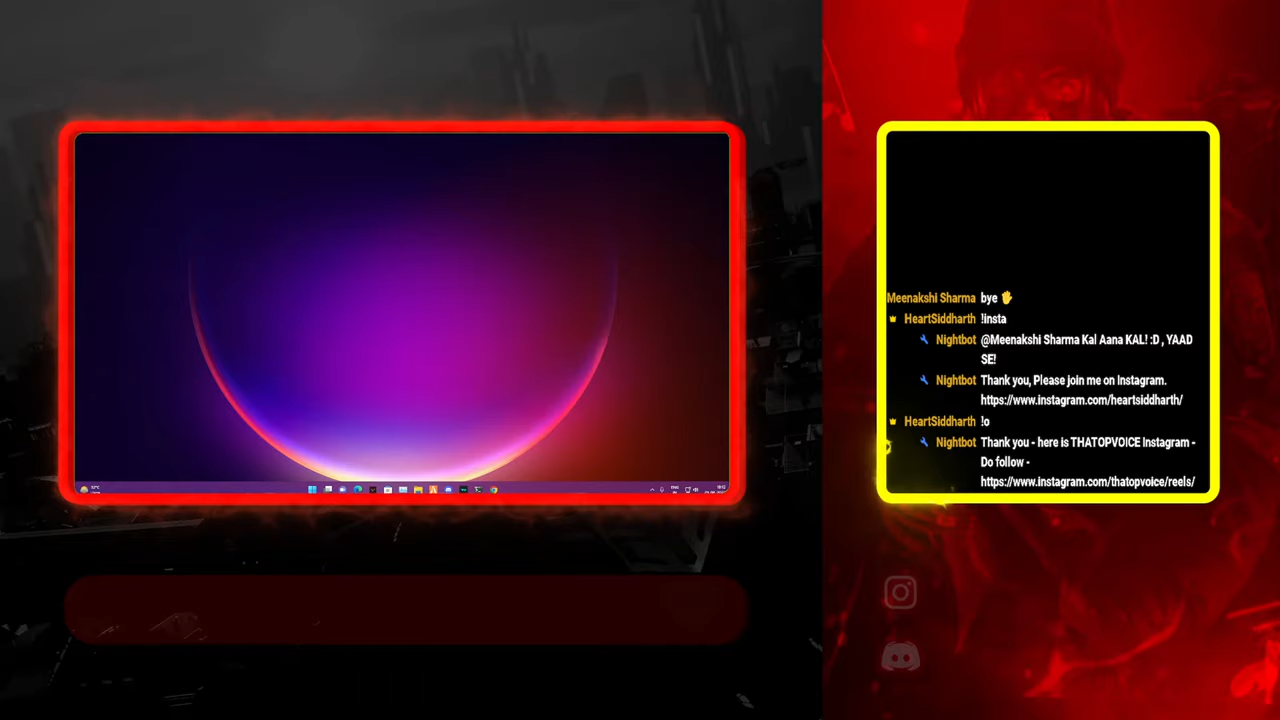 Meenakshi Sharma bye 🖐
HeartSiddharth !insta
Nightbot @Meenakshi Sharma Kal Aana KAL! :D , YAAD
SE!
Nightbot Thank you, Please join me on Instagram.
https://www.instagram.com/heartsiddharth/
HeartSiddharth !o
Nightbot Thank you - here is THATOPVOICE Instagram -
Do follow -
https://www.instagram.com/thatopvoice/reels/